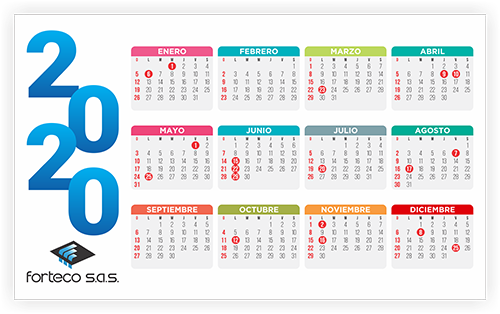 2020
forteco s.a.s.
ENERO
1 2 3 4
5 6 7 8 9 10 11
12 13 14 15 16 17 18
19 20 21 22 23 24 25
26 27 28 29 30 31
FEBRERO
1
2 3 4 5 6 7 8
9 10 11 12 13 14 15
16 17 18 19 20 21 22
23 24 25 26 27 28 29
MARZO
1 2 3 4 5 6 7
8 9 10 11 12 13 14
15 16 17 18 19 20 21
22 23 24 25 26 27 28
29 30 31
ABRIL
1 2 3 4
5 6 7 8 9 10 11
12 13 14 15 16 17 18
19 20 21 22 23 24 25
26 27 28 29 30
MAYO
1 2
3 4 5 6 7 8 9
10 11 12 13 14 15 16
17 18 19 20 21 22 23
24 25 26 27 28 29 30
31
JUNIO
1 2 3 4 5 6
7 8 9 10 11 12 13
14 15 16 17 18 19 20
21 22 23 24 25 26 27
28 29 30
JULIO
1 2 3 4
5 6 7 8 9 10 11
12 13 14 15 16 17 18
19 20 21 22 23 24 25
26 27 28 29 30 31
AGOSTO
1
2 3 4 5 6 7 8
9 10 11 12 13 14 15
16 17 18 19 20 21 22
23 24 25 26 27 28 29
30 31
SEPTIEMBRE
1 2 3 4 5
6 7 8 9 10 11 12
13 14 15 16 17 18 19
20 21 22 23 24 25 26
27 28 29 30
OCTUBRE
1 2 3
4 5 6 7 8 9 10
11 12 13 14 15 16 17
18 19 20 21 22 23 24
25 26 27 28 29 30 31
NOVIEMBRE
1 2 3 4 5 6 7
8 9 10 11 12 13 14
15 16 17 18 19 20 21
22 23 24 25 26 27 28
29 30
DICIEMBRE
1 2 3 4 5
6 7 8 9 10 11 12
13 14 15 16 17 18 19
20 21 22 23 24 25 26
27 28 29 30 31